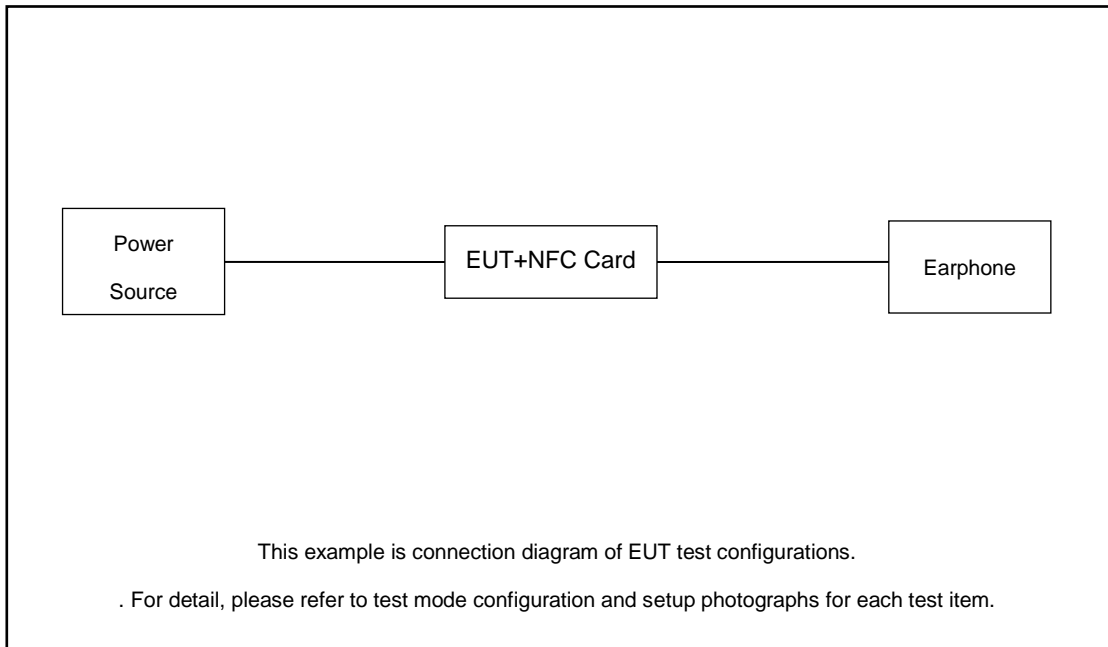 Power
Source
EUT+NFC Card
Earphone
This example is connection diagram of EUT test configurations.
. For detail, please refer to test mode configuration and setup photographs for each test item.